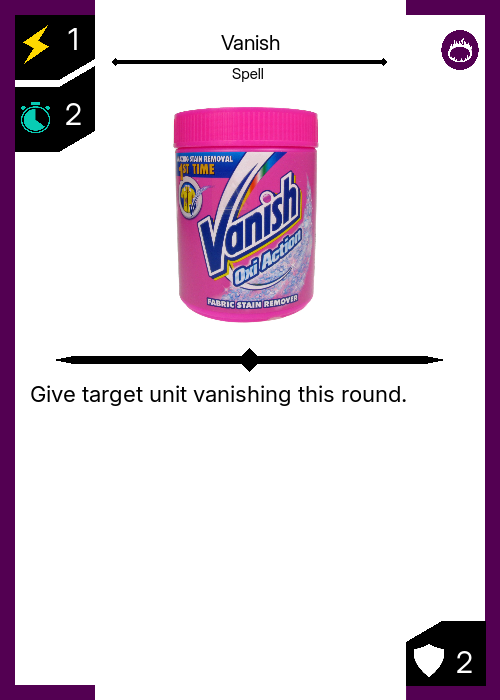 1
Vanish
Spell
2
STAIN REMOVAL
1ST TIME
Vanish
Oxi Action
FABRIC STAIN REMOVER
Give target unit vanishing this round.
2